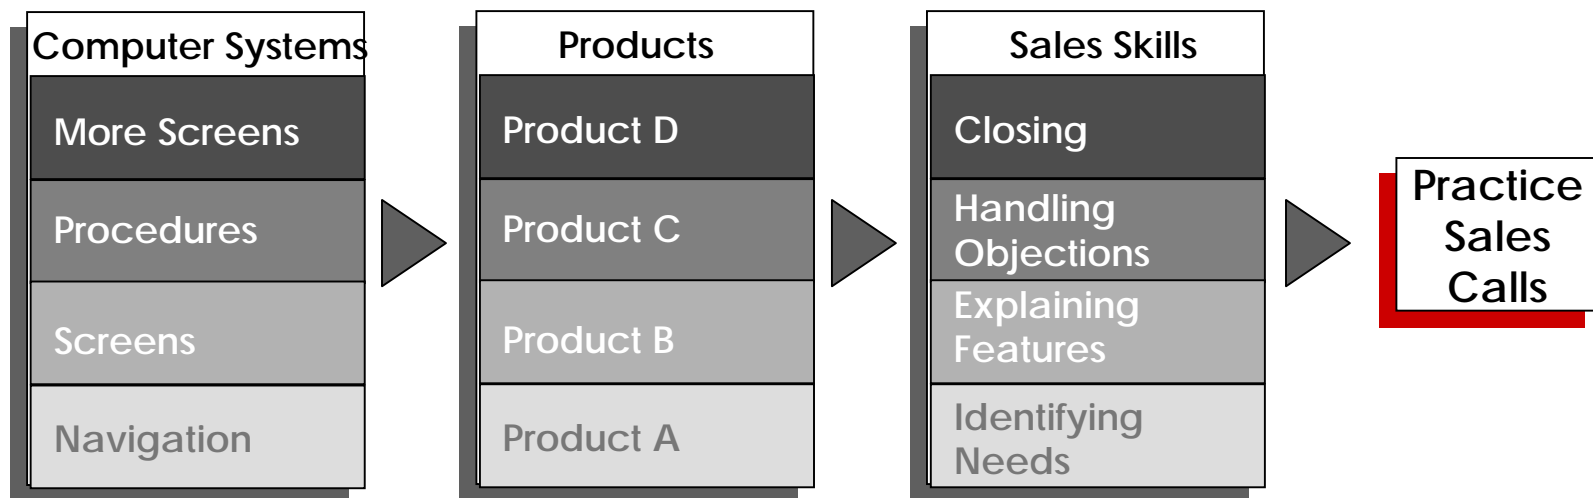 Computer Systems
More Screens
Procedures
Screens
Navigation
Products
Product D
Product C
Product B
Product A
Sales Skills
Closing
Handling
Objections
Explaining
Features
Identifying
Needs
Practice
Sales
Calls